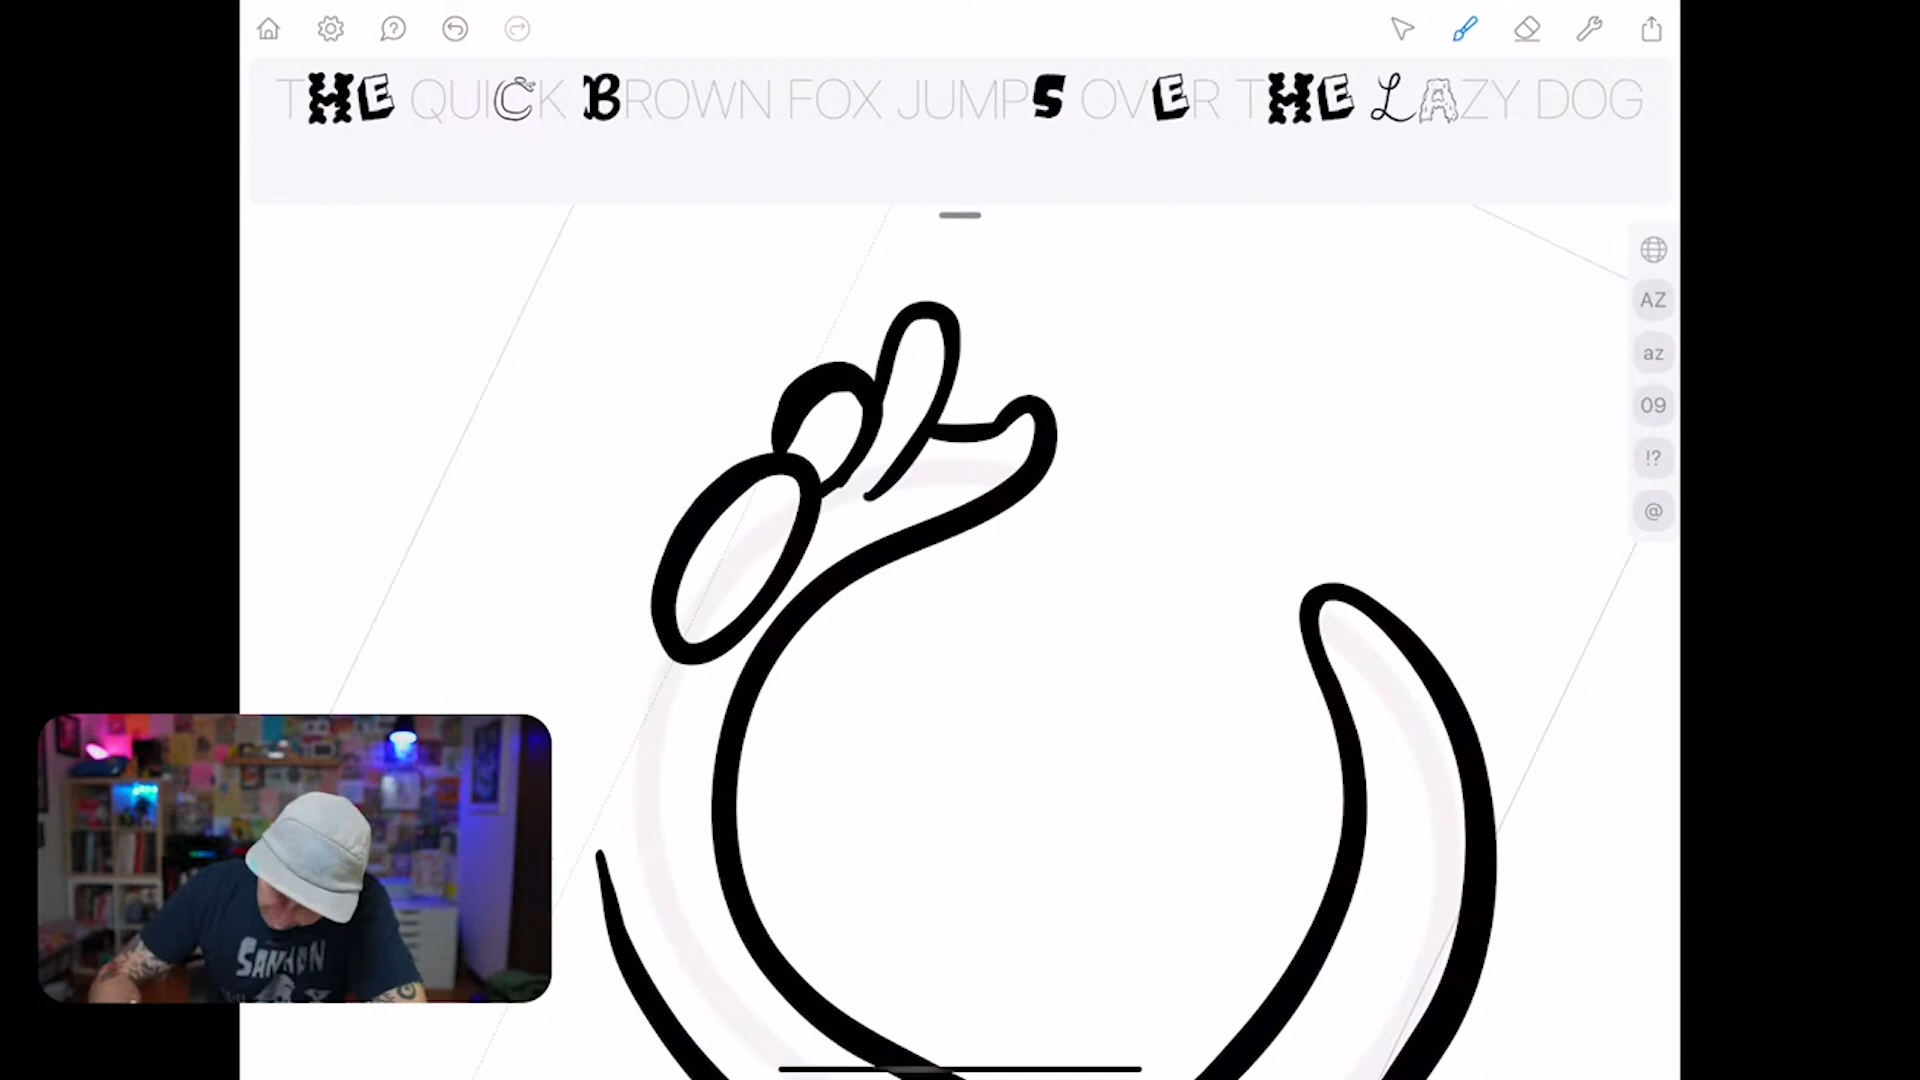 THE QUICK BROWN FOX JUMPS OVER THE LAZY DOG
AZ
az
09
!?
@